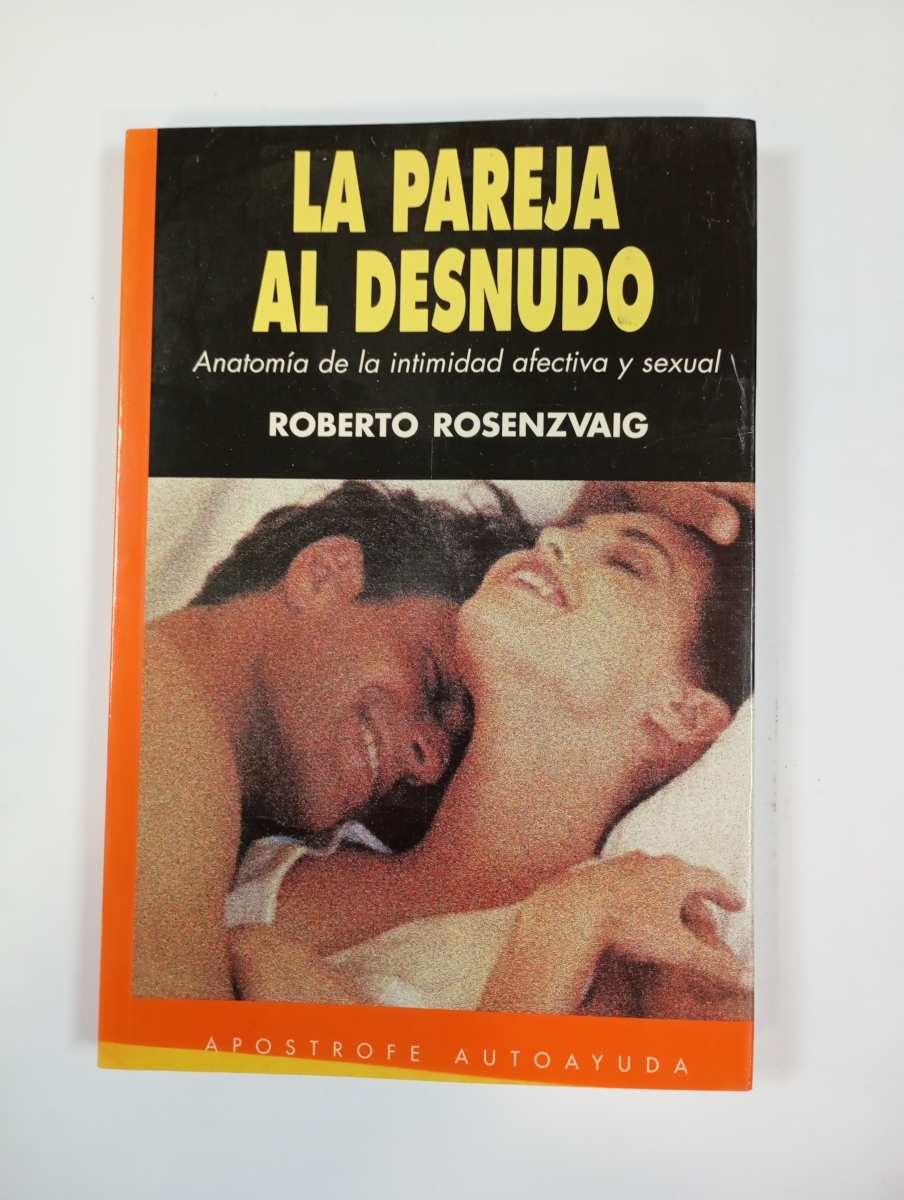 LA PAREJA
AL DESNUDO
Anatomía de la intimidad afectiva y sexual
ROBERTO ROSENZVAIG
APOSTROFE AUTOAYUDA